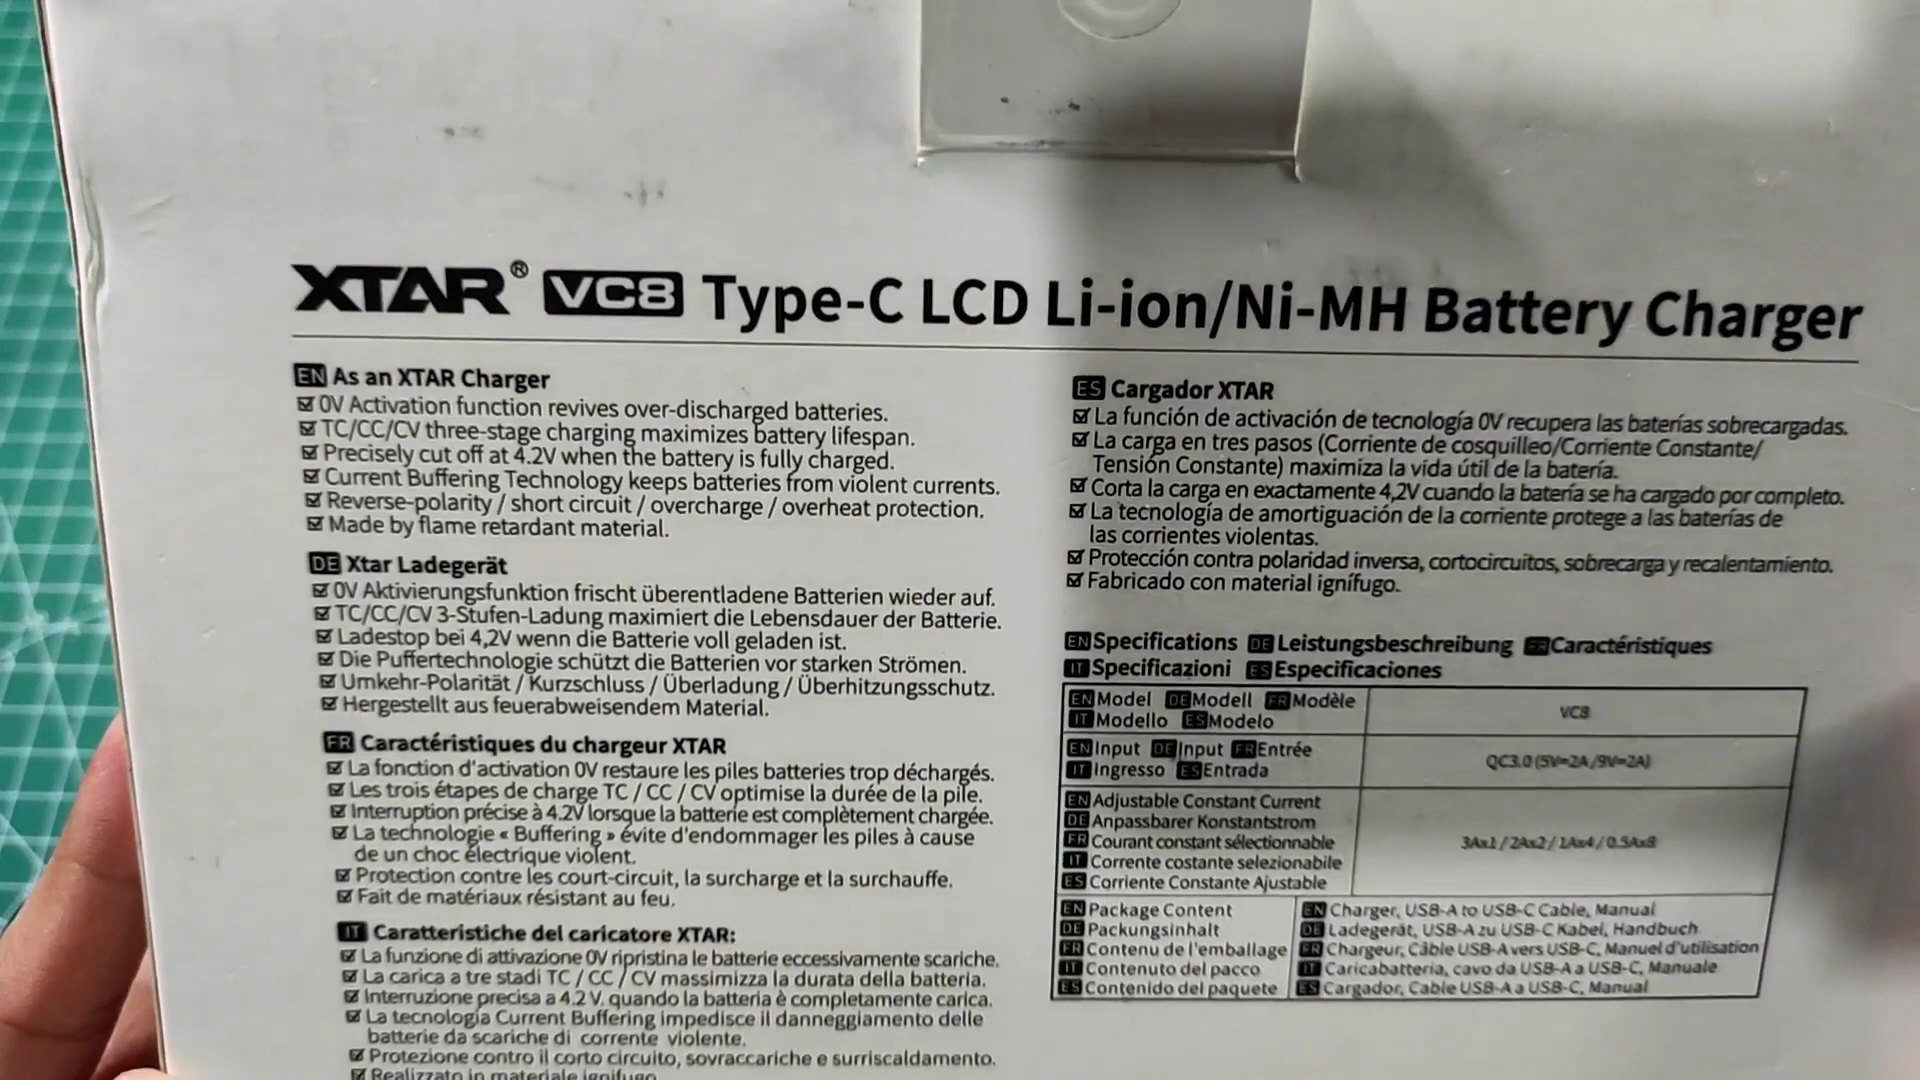 XTAR® VC8 Type-C LCD Li-ion/Ni-MH Battery Charger
EN As an XTAR Charger
☑ 0V Activation function revives over-discharged batteries.
☑ TC/CC/CV three-stage charging maximizes battery lifespan.
☑ Precisely cut off at 4.2V when the battery is fully charged.
☑ Current Buffering Technology keeps batteries from violent currents.
☑ Reverse-polarity / short circuit / overcharge / overheat protection.
☑ Made by flame retardant material.
DE Xtar Ladegerät
☑ 0V Aktivierungsfunktion frischt überentladene Batterien wieder auf.
☑ TC/CC/CV 3-Stufen-Ladung maximiert die Lebensdauer der Batterie.
☑ Ladestop bei 4,2V wenn die Batterie voll geladen ist.
☑ Die Puffertechnologie schützt die Batterien vor starken Strömen.
☑ Umkehr-Polarität / Kurzschluss / Überladung / Überhitzungsschutz.
☑ Hergestellt aus feuerabweisendem Material.
FR Caractéristiques du chargeur XTAR
☑ La fonction d'activation 0V restaure les piles batteries trop déchargés.
☑ Les trois étapes de charge TC / CC / CV optimise la durée de la pile.
☑ Interruption précise à 4.2V lorsque la batterie est complètement chargée.
☑ La technologie « Buffering » évite d'endommager les piles à cause
de un choc électrique violent.
☑ Protection contre les court-circuit, la surcharge et la surchauffe.
☑ Fait de matériaux résistant au feu.
IT Caratteristiche del caricatore XTAR:
☑ La funzione di attivazione 0V ripristina le batterie eccessivamente scariche.
☑ La carica a tre stadi TC / CC / CV massimizza la durata della batteria.
☑ Interruzione precisa a 4.2 V, quando la batteria è completamente carica.
☑ La tecnologia Current Buffering impedisce il danneggiamento delle
batterie da scariche di corrente violente.
☑ Protezione contro il corto circuito, sovraccariche e surriscaldamento.
☑ Realizzato in materiale ignifugo
ES Cargador XTAR
☑ La función de activación de tecnología 0V recupera las baterías sobrecargadas.
☑ La carga en tres pasos (Corriente de cosquilleo/Corriente Constante/
Tensión Constante) maximiza la vida útil de la batería.
☑ Corta la carga en exactamente 4,2V cuando la batería se ha cargado por completo.
☑ La tecnología de amortiguación de la corriente protege a las baterías de
las corrientes violentas.
☑ Protección contra polaridad inversa, cortocircuitos, sobrecarga y recalentamiento.
☑ Fabricado con material ignífugo.
EN Specifications DE Leistungsbeschreibung FR Caractéristiques
IT Specificazioni ES Especificaciones
EN Model DE Modell FR Modèle
IT Modello ES Modelo
VC8
EN Input DE Input FR Entrée
IT Ingresso ES Entrada
QC3.0 (5V⎓2A /9V⎓2A)
EN Adjustable Constant Current
DE Anpassbarer Konstantstrom
FR Courant constant sélectionnable
IT Corrente costante selezionabile
ES Corriente Constante Ajustable
3Ax1 / 2Ax2 / 1Ax4 / 0.5Ax8
EN Package Content
DE Packungsinhalt
FR Contenu de l'emballage
IT Contenuto del pacco
ES Contenido del paquete
EN Charger, USB-A to USB-C Cable, Manual
DE Ladegerät, USB-A zu USB-C Kabel, Handbuch
FR Chargeur, Câble USB-A vers USB-C, Manuel d'utilisation
IT Caricabatteria, cavo da USB-A a USB-C, Manuale
ES Cargador, Cable USB-A a USB-C, Manual